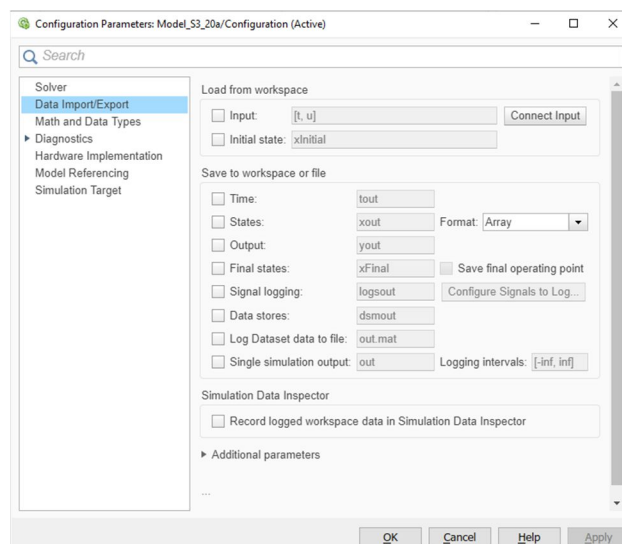 Configuration Parameters: Model_S3_20a/Configuration (Active)
Search
Solver
Data Import/Export
Math and Data Types
Diagnostics
Hardware Implementation
Model Referencing
Simulation Target
Load from workspace
Input: [t, u] Connect Input
Initial state: xInitial
Save to workspace or file
Time: tout
States: xout Format: Array
Output: yout
Final states: xFinal Save final operating point
Signal logging: logsout Configure Signals to Log...
Data stores: dsmout
Log Dataset data to file: out.mat
Single simulation output: out Logging intervals: [-inf, inf]
Simulation Data Inspector
Record logged workspace data in Simulation Data Inspector
Additional parameters
...
OK Cancel Help Apply